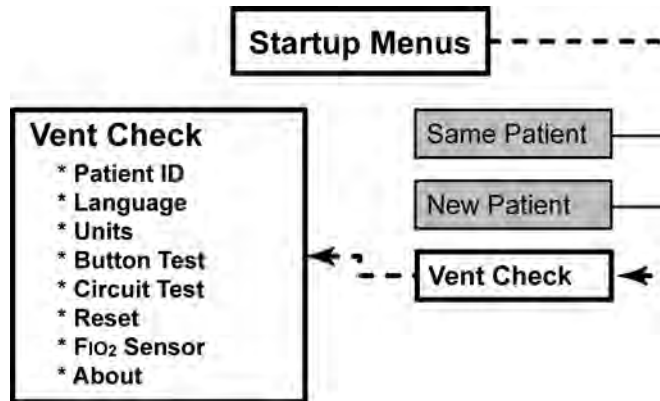 Startup Menus
Vent Check
* Patient ID
* Language
* Units
* Button Test
* Circuit Test
* Reset
* FIO2 Sensor
* About
Same Patient
New Patient
Vent Check